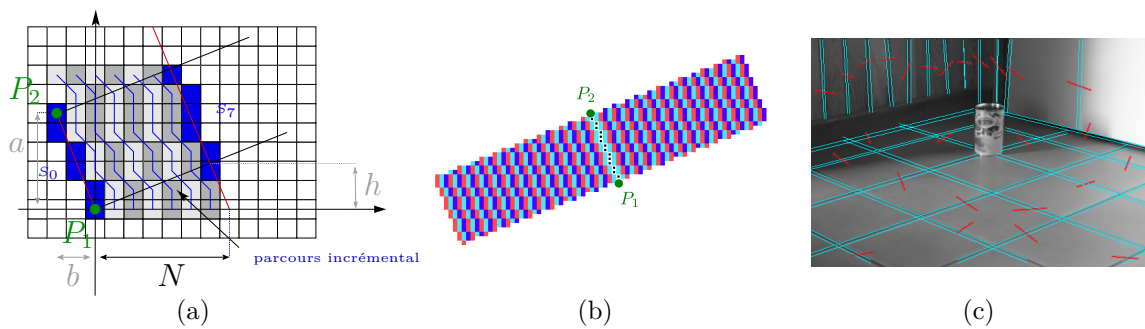 P₂
a
s₀
s₇
h
P₁
b
N
parcours incrémental
(a)
P₂
P₁
(b)
(c)